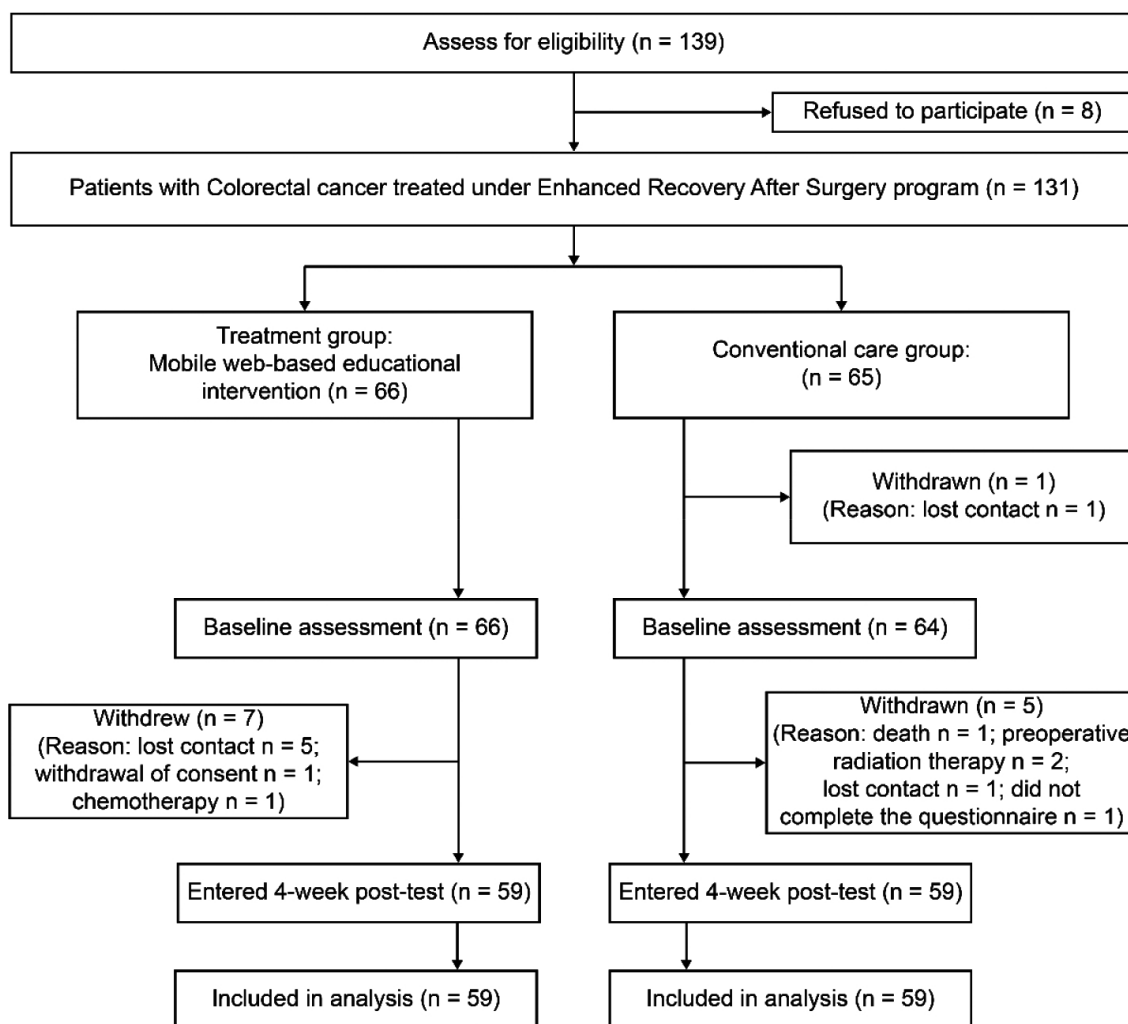 Assess for eligibility (n = 139)
Refused to participate (n = 8)
Patients with Colorectal cancer treated under Enhanced Recovery After Surgery program (n = 131)
Treatment group:
Mobile web-based educational
intervention (n = 66)
Conventional care group:
(n = 65)
Withdrawn (n = 1)
(Reason: lost contact n = 1)
Baseline assessment (n = 66)
Baseline assessment (n = 64)
Withdrew (n = 7)
(Reason: lost contact n = 5;
withdrawal of consent n = 1;
chemotherapy n = 1)
Withdrawn (n = 5)
(Reason: death n = 1; preoperative
radiation therapy n = 2;
lost contact n = 1; did not
complete the questionnaire n = 1)
Entered 4-week post-test (n = 59)
Entered 4-week post-test (n = 59)
Included in analysis (n = 59)
Included in analysis (n = 59)